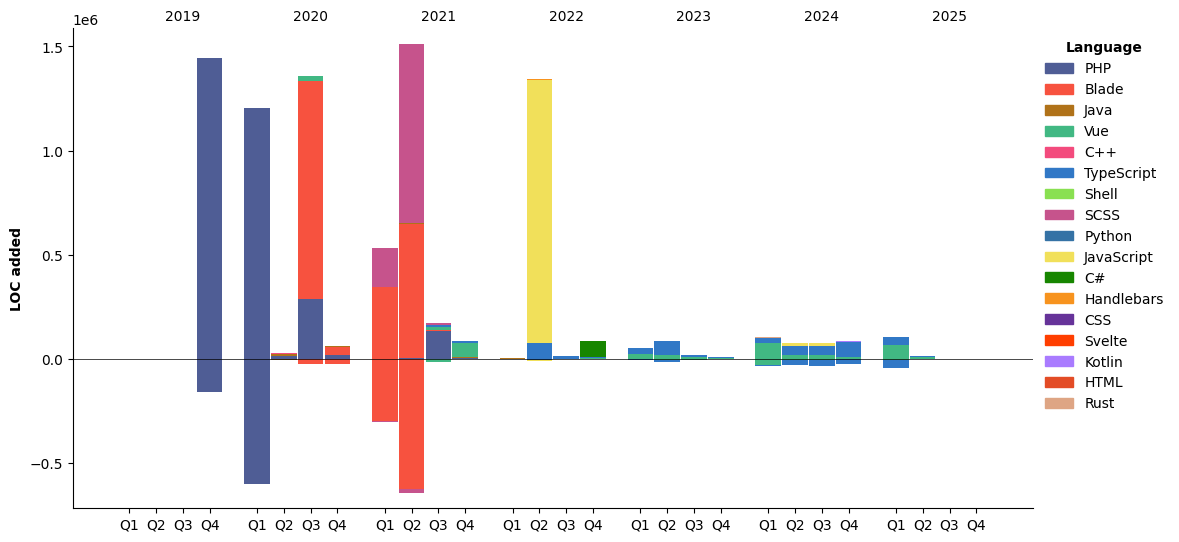 1e6
2019 2020 2021 2022 2023 2024 2025
1.5
1.0
0.5
0.0
−0.5
LOC added
Q1 Q2 Q3 Q4 Q1 Q2 Q3 Q4 Q1 Q2 Q3 Q4 Q1 Q2 Q3 Q4 Q1 Q2 Q3 Q4 Q1 Q2 Q3 Q4 Q1 Q2 Q3 Q4
Language
PHP
Blade
Java
Vue
C++
TypeScript
Shell
SCSS
Python
JavaScript
C#
Handlebars
CSS
Svelte
Kotlin
HTML
Rust